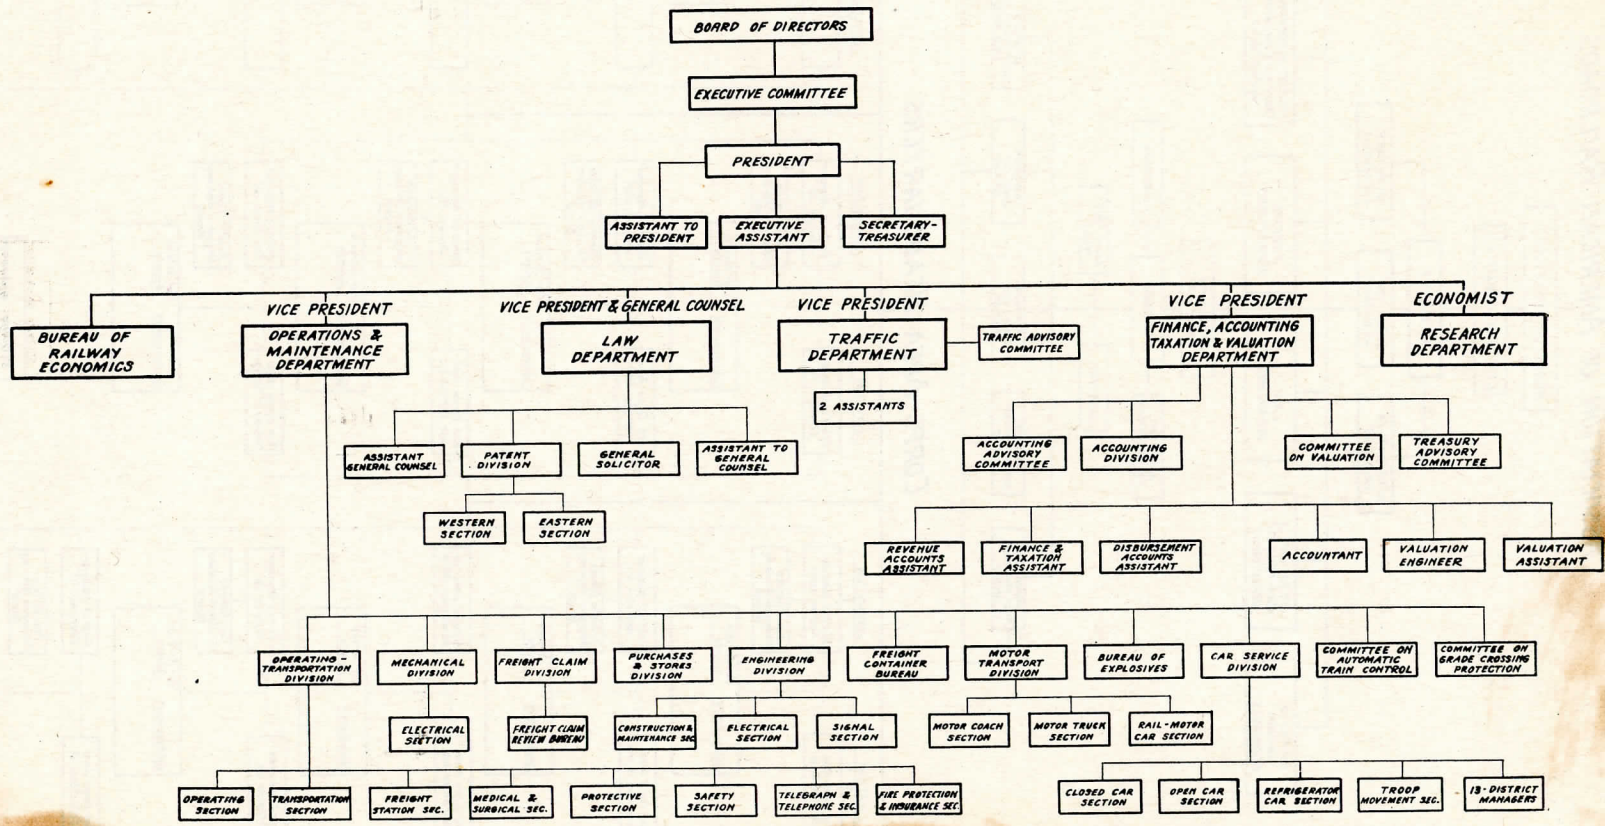 BOARD OF DIRECTORS
EXECUTIVE COMMITTEE
PRESIDENT
ASSISTANT TO
PRESIDENT
EXECUTIVE
ASSISTANT
SECRETARY-
TREASURER
BUREAU OF
RAILWAY
ECONOMICS
VICE PRESIDENT
OPERATIONS &
MAINTENANCE
DEPARTMENT
VICE PRESIDENT & GENERAL COUNSEL
LAW
DEPARTMENT
VICE PRESIDENT
TRAFFIC
DEPARTMENT
TRAFFIC ADVISORY
COMMITTEE
VICE PRESIDENT
FINANCE, ACCOUNTING
TAXATION & VALUATION
DEPARTMENT
ECONOMIST
RESEARCH
DEPARTMENT
2 ASSISTANTS
ASSISTANT
GENERAL COUNSEL
PATENT
DIVISION
GENERAL
SOLICITOR
ASSISTANT TO
GENERAL
COUNSEL
ACCOUNTING
ADVISORY
COMMITTEE
ACCOUNTING
DIVISION
COMMITTEE
ON VALUATION
TREASURY
ADVISORY
COMMITTEE
WESTERN
SECTION
EASTERN
SECTION
REVENUE
ACCOUNTS
ASSISTANT
FINANCE &
TAXATION
ASSISTANT
DISBURSEMENT
ACCOUNTS
ASSISTANT
ACCOUNTANT
VALUATION
ENGINEER
VALUATION
ASSISTANT
OPERATING-
TRANSPORTATION
DIVISION
MECHANICAL
DIVISION
FREIGHT CLAIM
DIVISION
PURCHASES
& STORES
DIVISION
ENGINEERING
DIVISION
FREIGHT
CONTAINER
BUREAU
MOTOR
TRANSPORT
DIVISION
BUREAU OF
EXPLOSIVES
CAR SERVICE
DIVISION
COMMITTEE ON
AUTOMATIC
TRAIN CONTROL
COMMITTEE ON
GRADE CROSSING
PROTECTION
ELECTRICAL
SECTION
FREIGHT CLAIM
REVIEW BUREAU
CONSTRUCTION &
MAINTENANCE SEC.
ELECTRICAL
SECTION
SIGNAL
SECTION
MOTOR COACH
SECTION
MOTOR TRUCK
SECTION
RAIL-MOTOR
CAR SECTION
OPERATING
SECTION
TRANSPORTATION
SECTION
FREIGHT
STATION SEC.
MEDICAL &
SURGICAL SEC.
PROTECTIVE
SECTION
SAFETY
SECTION
TELEGRAPH &
TELEPHONE SEC.
FIRE PROTECTION
& INSURANCE SEC.
CLOSED CAR
SECTION
OPEN CAR
SECTION
REFRIGERATOR
CAR SECTION
TROOP
MOVEMENT SEC.
13-DISTRICT
MANAGERS